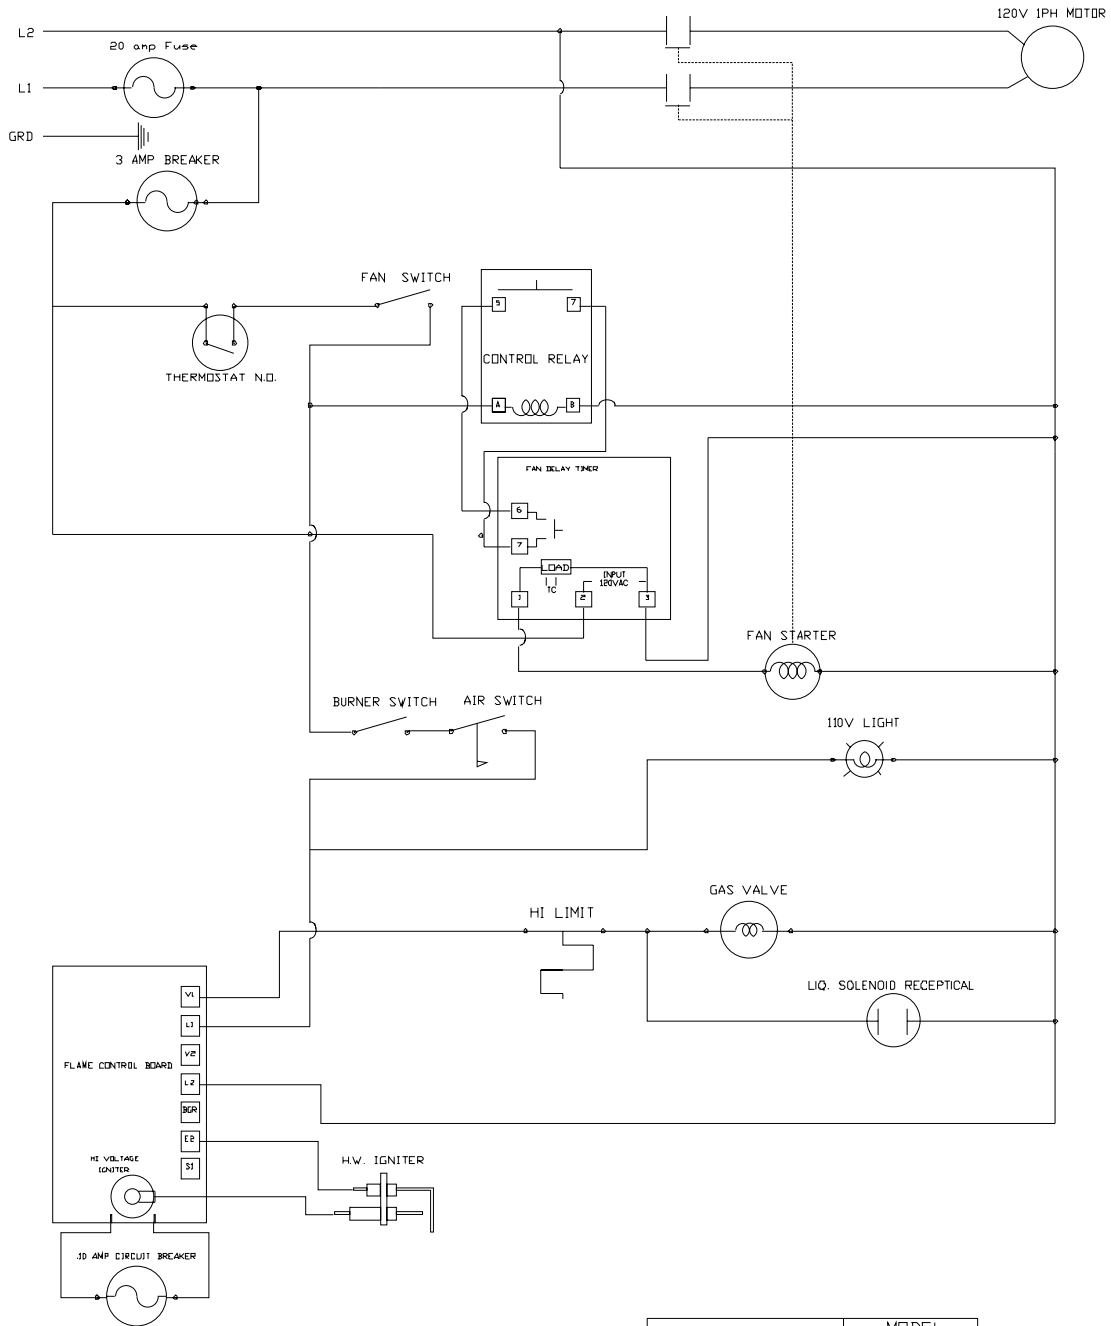 120V 1PH MOTOR
L2
20 amp Fuse
L1
GRD
3 AMP BREAKER
FAN SWITCH
5
7
THERMOSTAT N.O.
CONTROL RELAY
A
B
FAN DELAY TIMER
6
7
LOAD
TC
INPUT
120VAC
1
2
3
FAN STARTER
BURNER SWITCH
AIR SWITCH
110V LIGHT
GAS VALVE
HI LIMIT
LIQ. SOLENOID RECEPTICAL
V1
L1
V2
FLAME CONTROL BOARD
L2
BGR
E2
S1
HI VOLTAGE
IGNITER
H.W. IGNITER
.10 AMP CIRCUIT BREAKER
MODEL